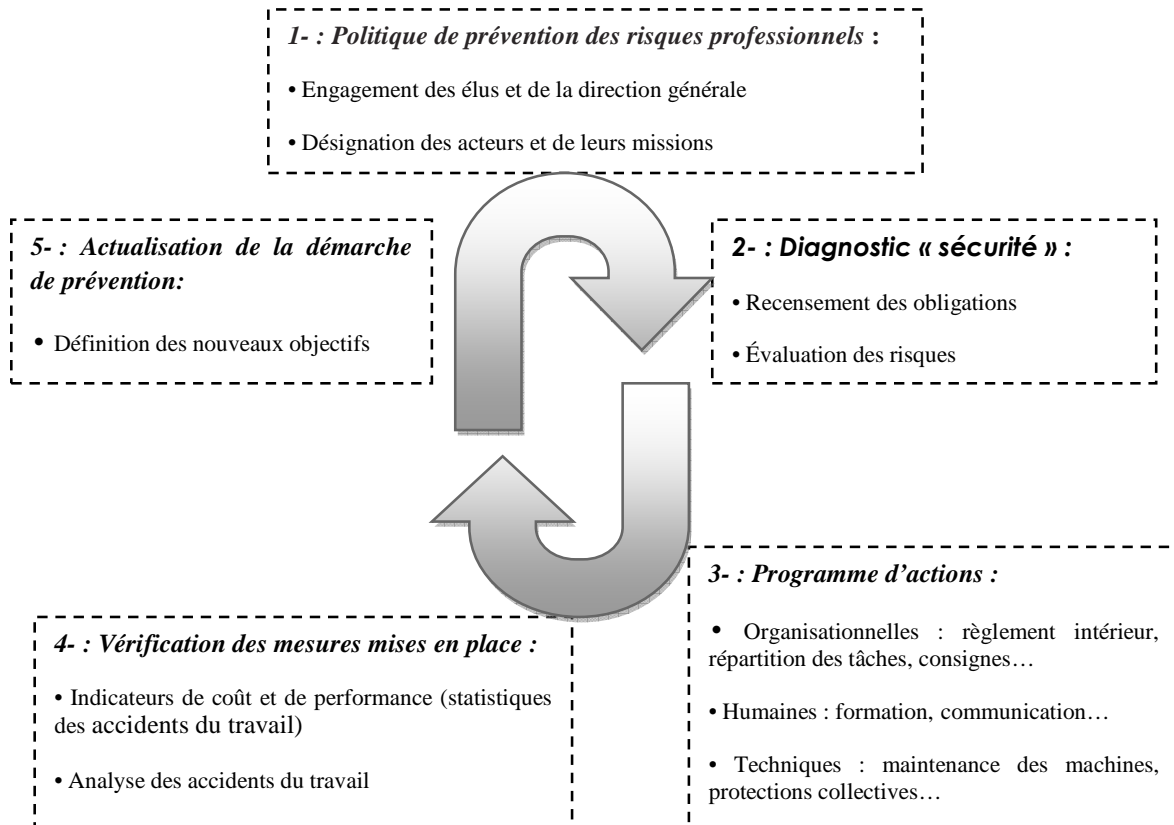 1- : Politique de prévention des risques professionnels :
• Engagement des élus et de la direction générale
• Désignation des acteurs et de leurs missions
2- : Diagnostic « sécurité » :
• Recensement des obligations
• Évaluation des risques
3- : Programme d’actions :
• Organisationnelles : règlement intérieur,
répartition des tâches, consignes…
• Humaines : formation, communication…
• Techniques : maintenance des machines,
protections collectives…
4- : Vérification des mesures mises en place :
• Indicateurs de coût et de performance (statistiques
des accidents du travail)
• Analyse des accidents du travail
5- : Actualisation de la démarche
de prévention:
• Définition des nouveaux objectifs